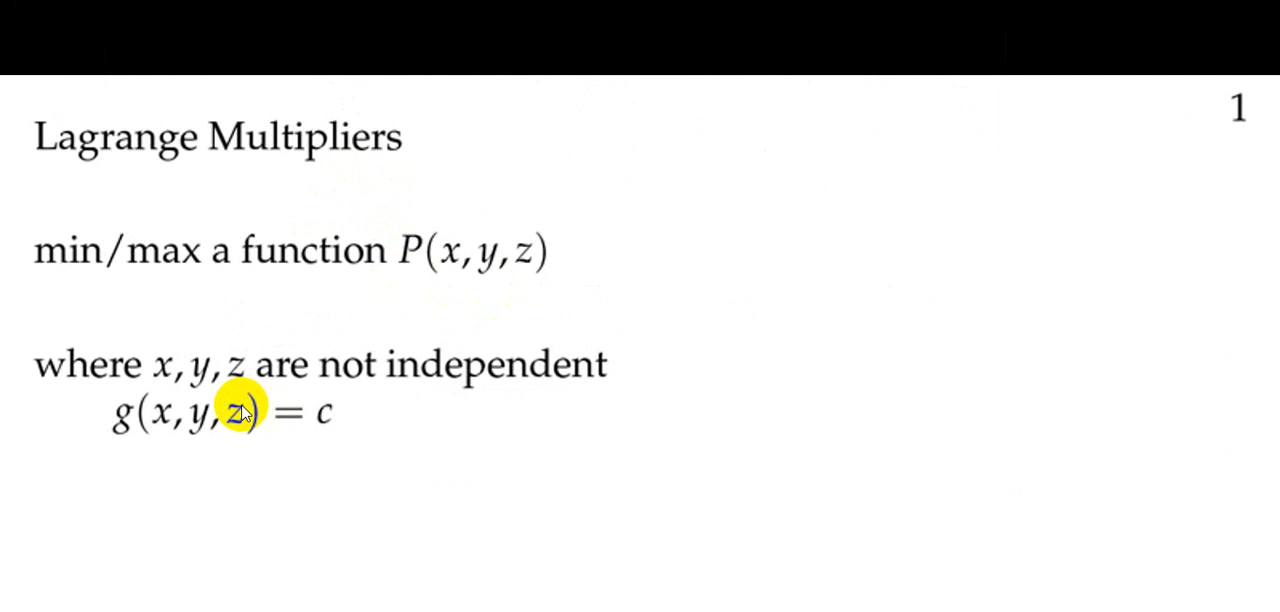 1
Lagrange Multipliers
min/max a function P(x, y, z)
where x, y, z are not independent
g(x, y, z) = c